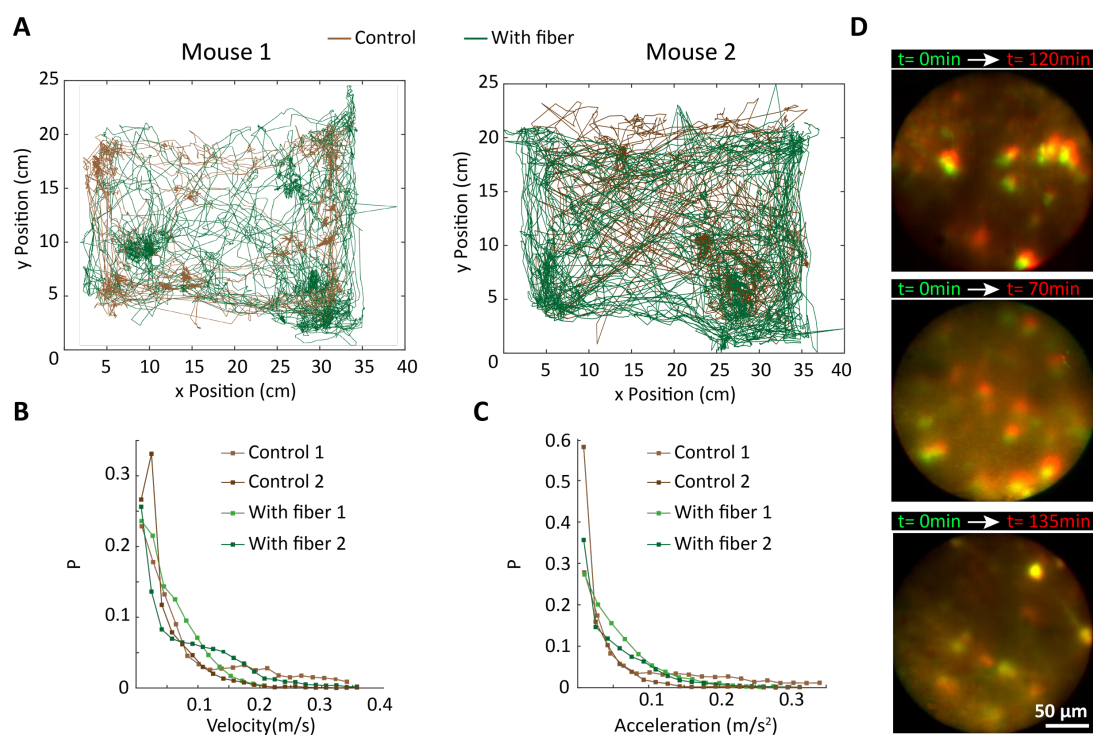 A
Control
With fiber
Mouse 1
Mouse 2
25
20
15
10
5
0
y Position (cm)
5
10
15
20
25
30
35
40
x Position (cm)
25
20
15
10
5
0
y Position (cm)
5
10
15
20
25
30
35
40
x Position (cm)
B
0.3
0.2
0.1
0
P
0.1
0.2
0.3
0.4
Velocity(m/s)
Control 1
Control 2
With fiber 1
With fiber 2
C
0.6
0.5
0.4
0.3
0.2
0.1
0
P
0.1
0.2
0.3
Acceleration (m/s²)
Control 1
Control 2
With fiber 1
With fiber 2
D
t= 0min t= 120min
t= 0min t= 70min
t= 0min t= 135min
50 µm